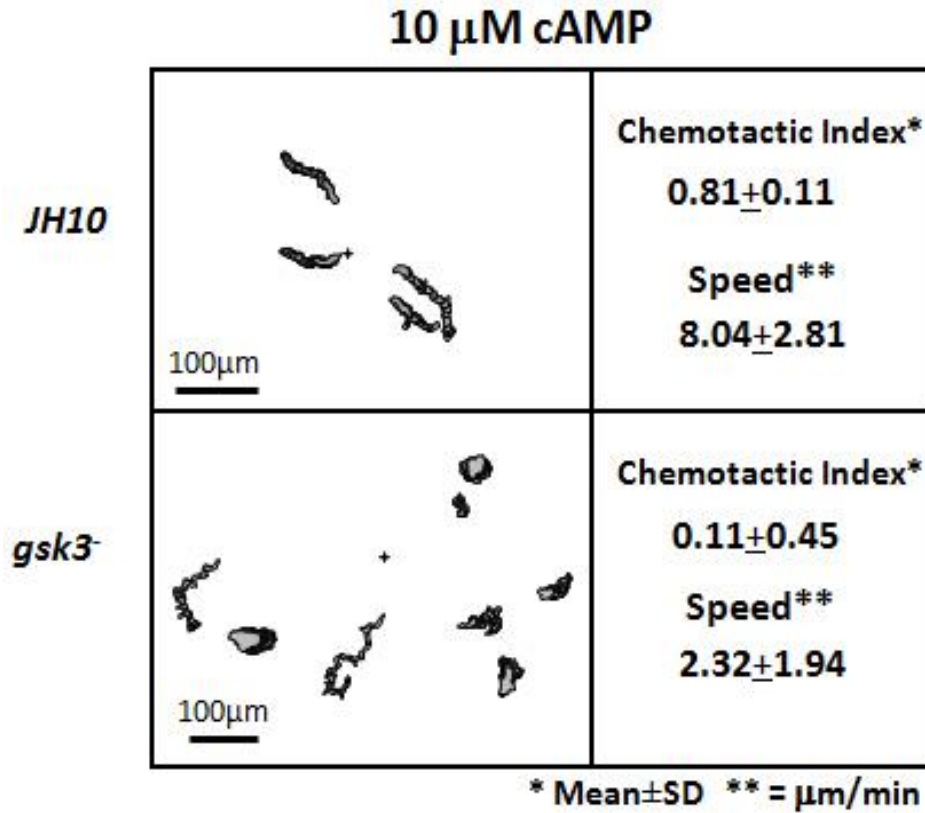 10 μM cAMP
JH10
100μm
Chemotactic Index*
0.81±0.11
Speed**
8.04±2.81
gsk3-
100μm
Chemotactic Index*
0.11±0.45
Speed**
2.32±1.94
* Mean±SD ** = μm/min